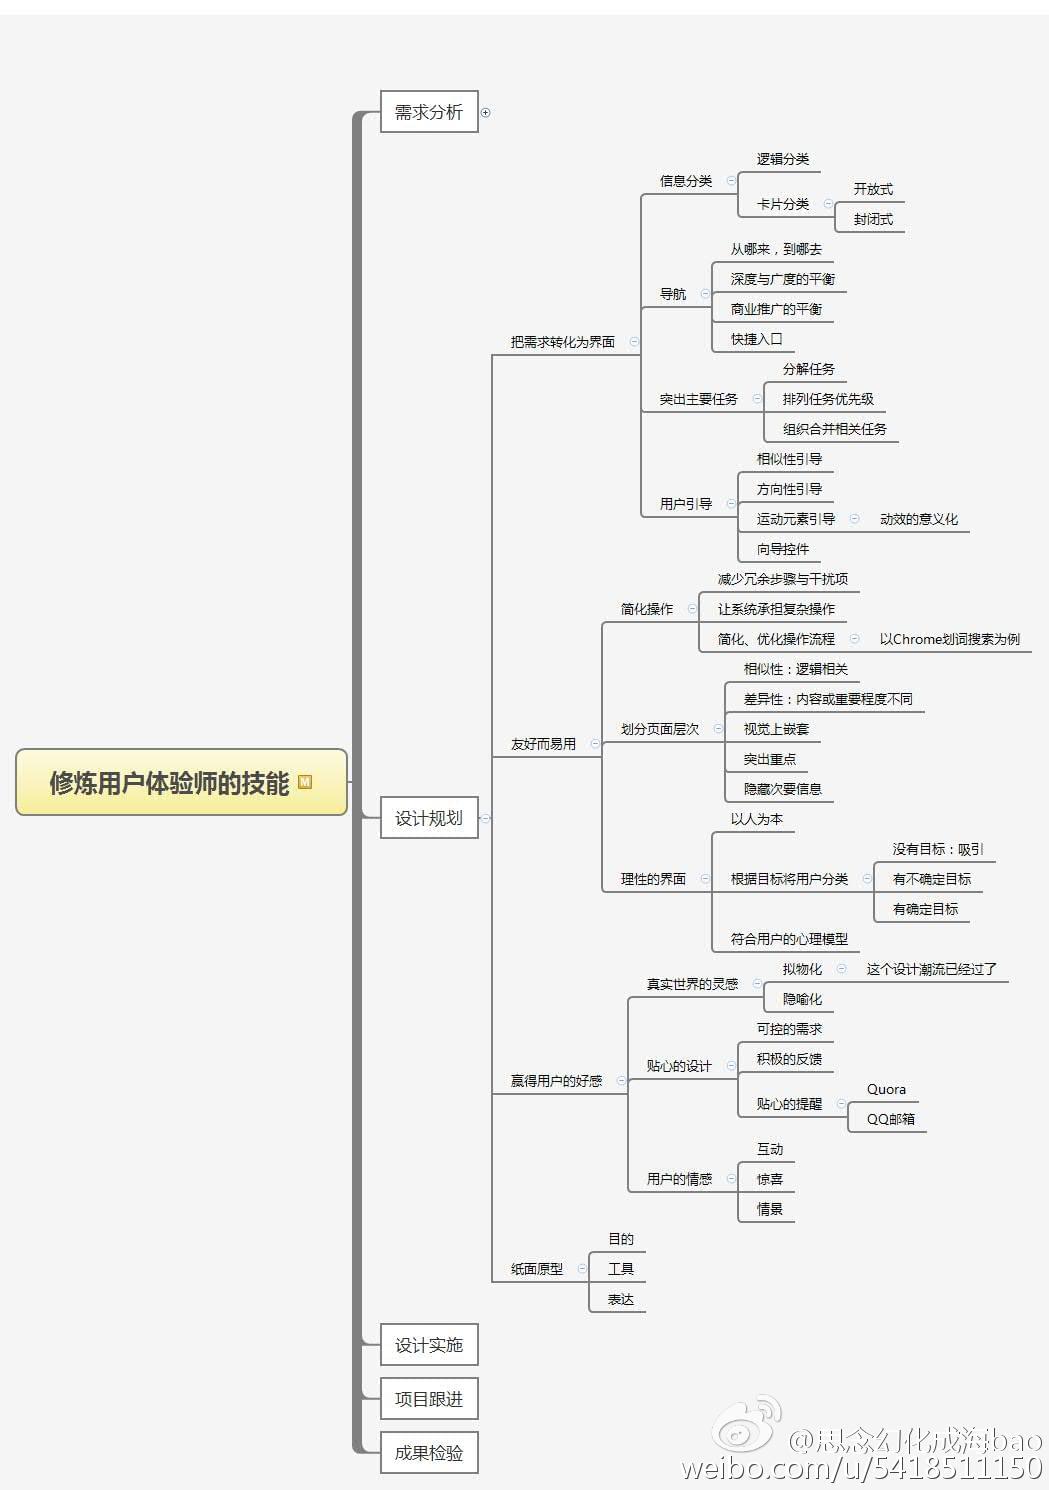 需求分析
逻辑分类
信息分类
开放式
卡片分类
封闭式
从哪来，到哪去
深度与广度的平衡
导航
商业推广的平衡
快捷入口
把需求转化为界面
分解任务
突出主要任务
排列任务优先级
组织合并相关任务
相似性引导
方向性引导
用户引导
运动元素引导
动效的意义化
向导控件
减少冗余步骤与干扰项
简化操作
让系统承担复杂操作
简化、优化操作流程
以Chrome划词搜索为例
相似性：逻辑相关
差异性：内容或重要程度不同
划分页面层次
视觉上嵌套
友好而易用
突出重点
隐藏次要信息
修炼用户体验师的技能
M
设计规划
以人为本
没有目标：吸引
理性的界面
根据目标将用户分类
有不确定目标
有确定目标
符合用户的心理模型
拟物化
这个设计潮流已经过了
真实世界的灵感
隐喻化
可控的需求
贴心的设计
积极的反馈
赢得用户的好感
Quora
贴心的提醒
QQ邮箱
互动
用户的情感
惊喜
情景
目的
纸面原型
工具
表达
设计实施
项目跟进
成果检验
@思念幻化成海bao
weibo.com/u/5418511150